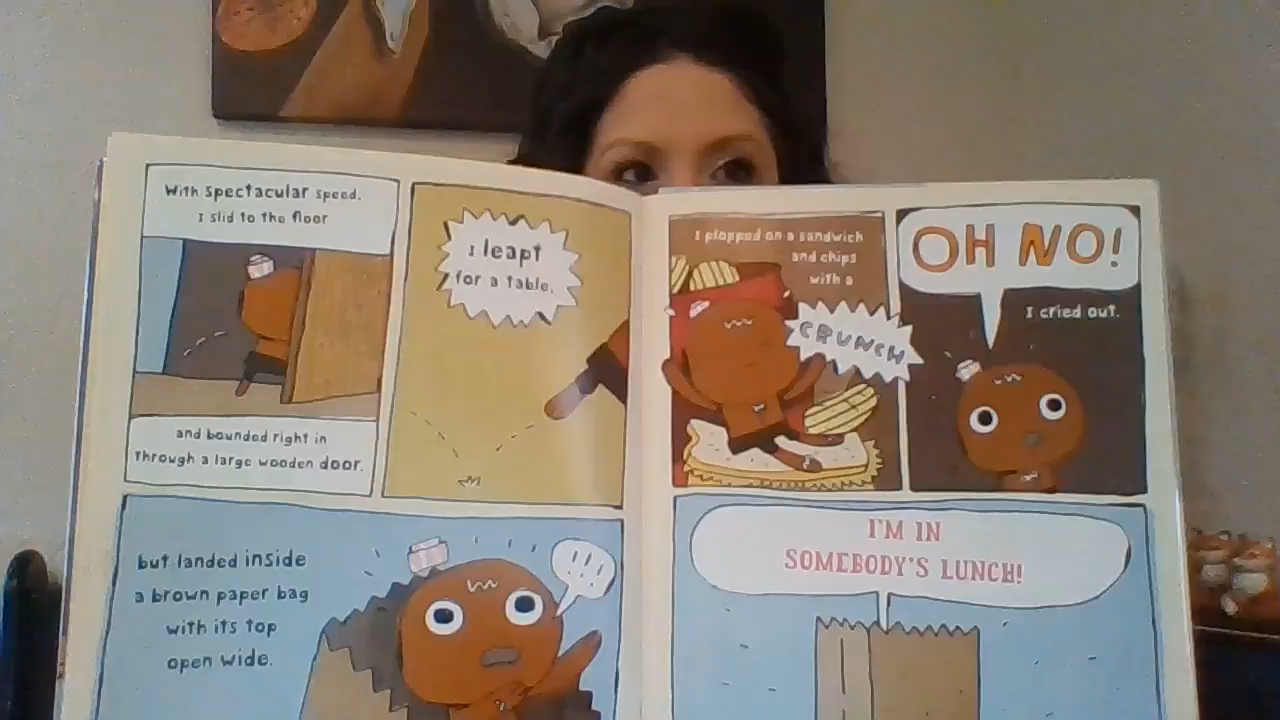 With spectacular speed,
I slid to the floor
and bounded right in
through a large wooden door.
I leapt
for a table,
but landed inside
a brown paper bag
with its top
open wide.
!!!
I plopped on a sandwich
and chips
with a
CRUNCH
OH NO!
I cried out.
I'M IN
SOMEBODY'S LUNCH!